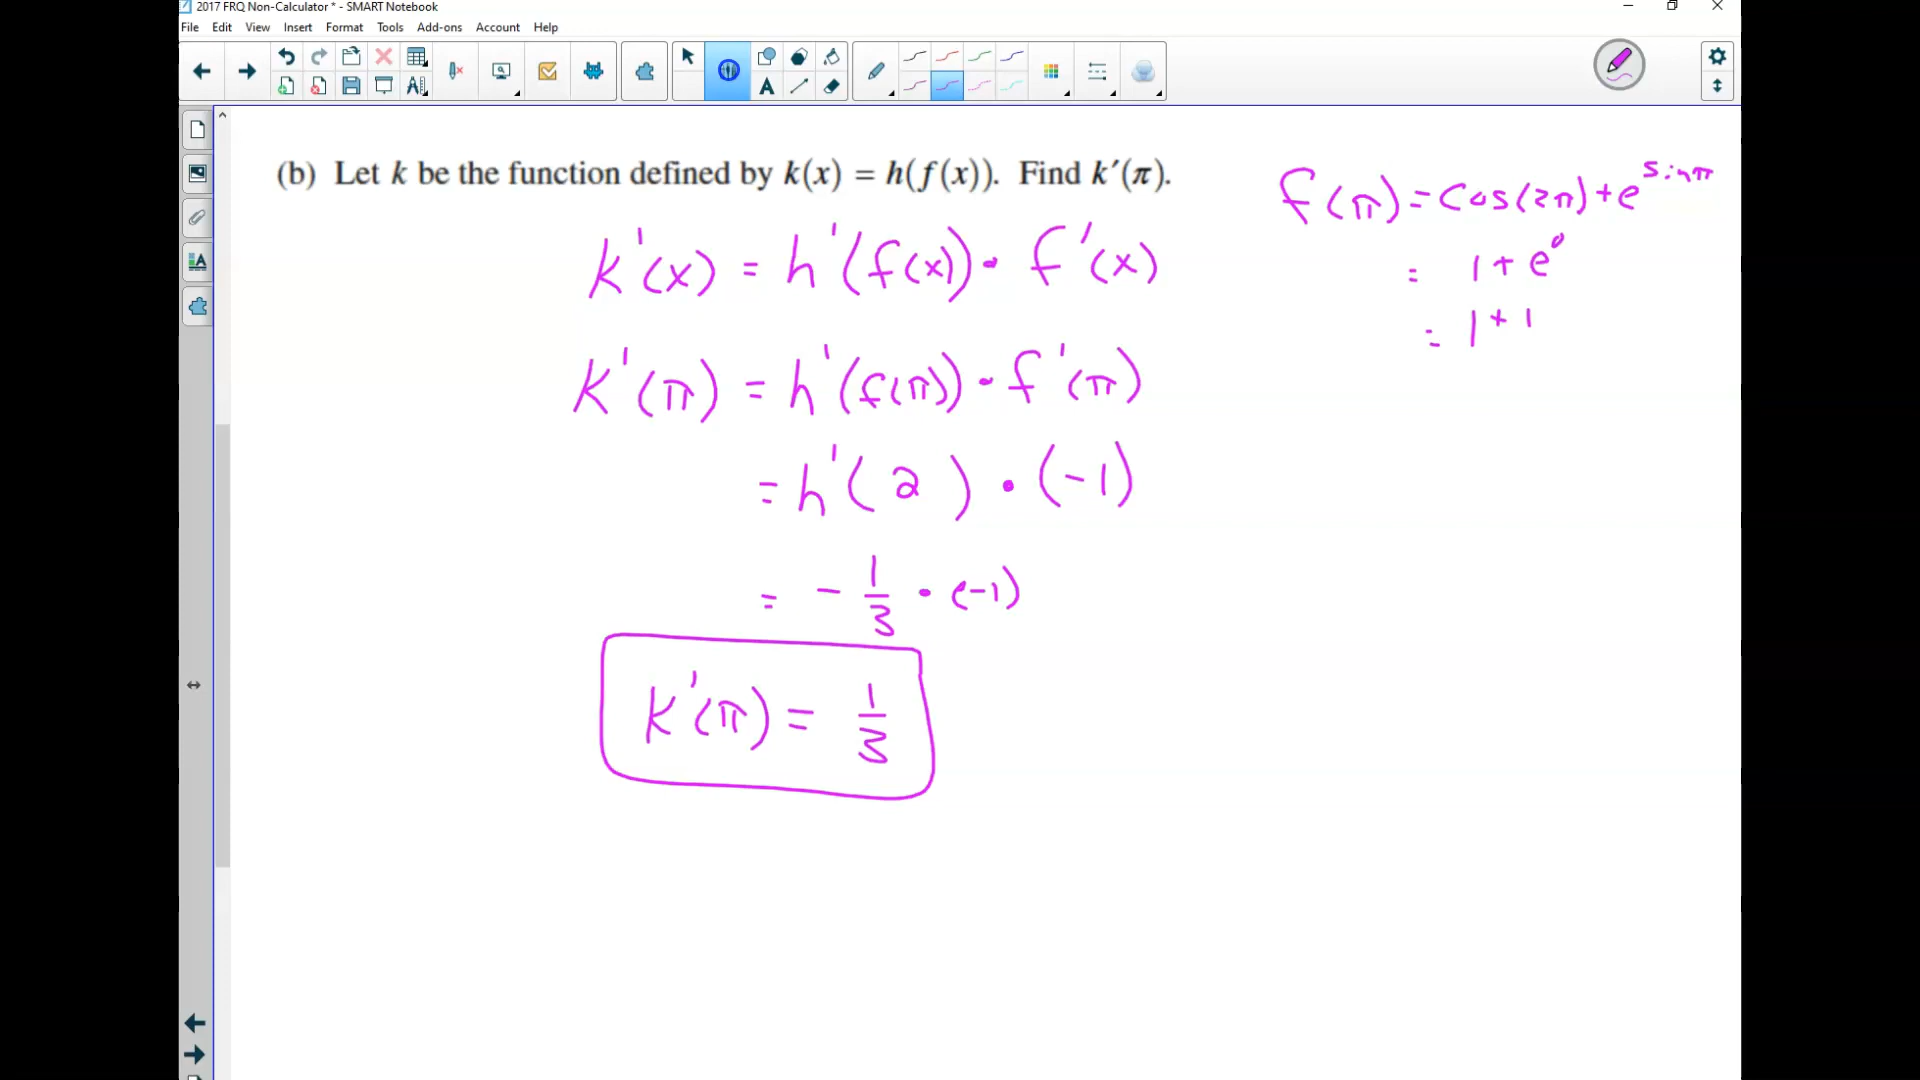 2017 FRQ Non-Calculator * - SMART Notebook
File Edit View Insert Format Tools Add-ons Account Help
(b) Let k be the function defined by k(x) = h(f(x)). Find k′(π).
k'(x) = h'(f(x)) · f'(x)
k'(π) = h'(f(π)) · f'(π)
= h'( 2 ) · (-1)
= - 1/3 · (-1)
k'(π) = 1/3
f(π) = cos(2π) + e^sinπ
= 1 + e^0
= 1 + 1